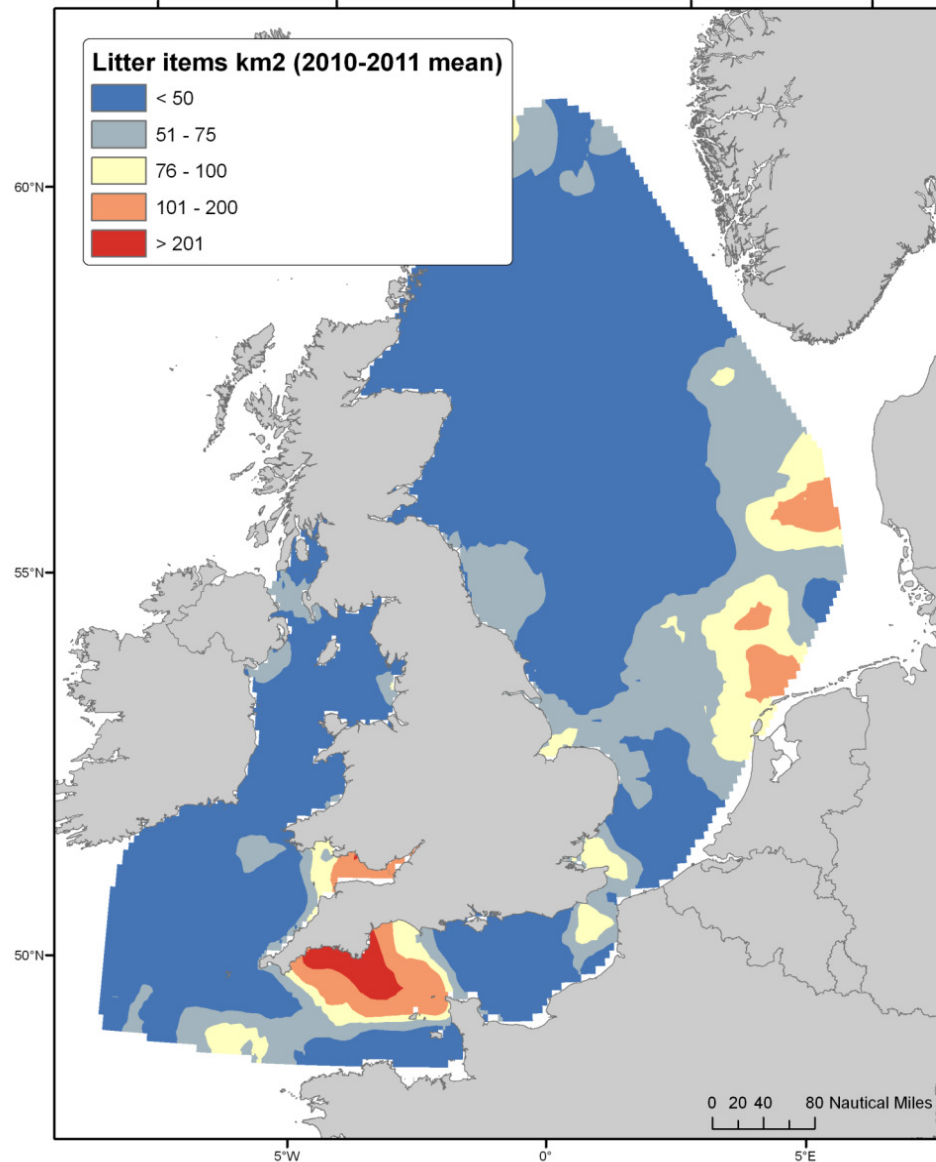 Litter items km2 (2010-2011 mean)
< 50
51 - 75
76 - 100
101 - 200
> 201
60°N
55°N
50°N
0 20 40 80 Nautical Miles
5°W 0° 5°E